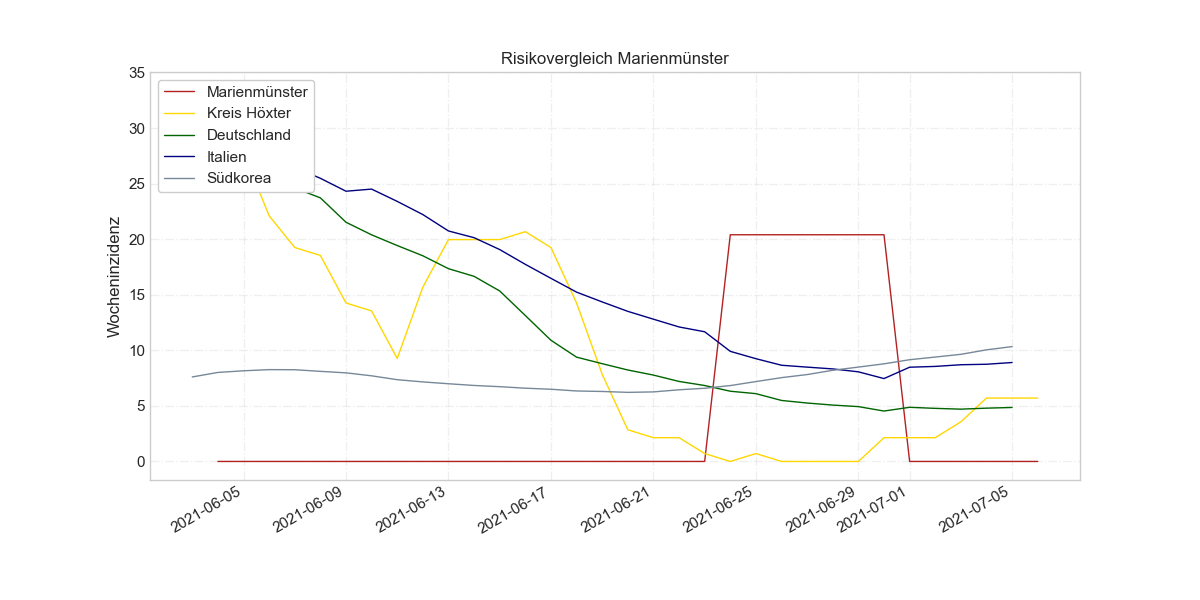 Risikovergleich Marienmünster
35
30
25
20
15
10
5
0
Wocheninzidenz
Marienmünster
Kreis Höxter
Deutschland
Italien
Südkorea
2021-06-05
2021-06-09
2021-06-13
2021-06-17
2021-06-21
2021-06-25
2021-06-29
2021-07-01
2021-07-05